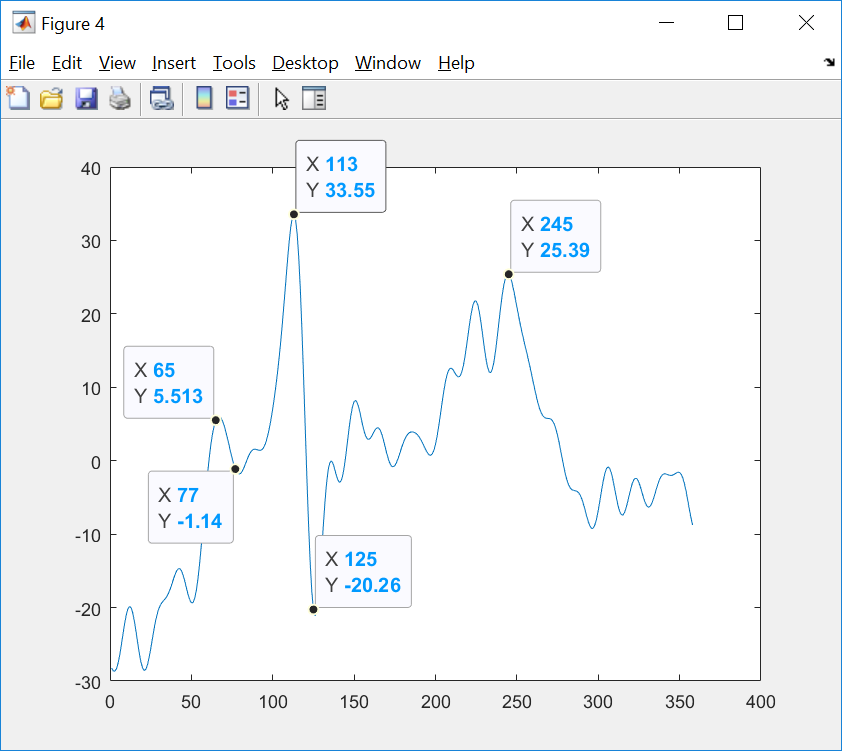 Figure 4
File Edit View Insert Tools Desktop Window Help
X 113
Y 33.55
X 245
Y 25.39
X 65
Y 5.513
X 77
Y -1.14
X 125
Y -20.26
40
30
20
10
0
-10
-20
-30
0 50 100 150 200 250 300 350 400